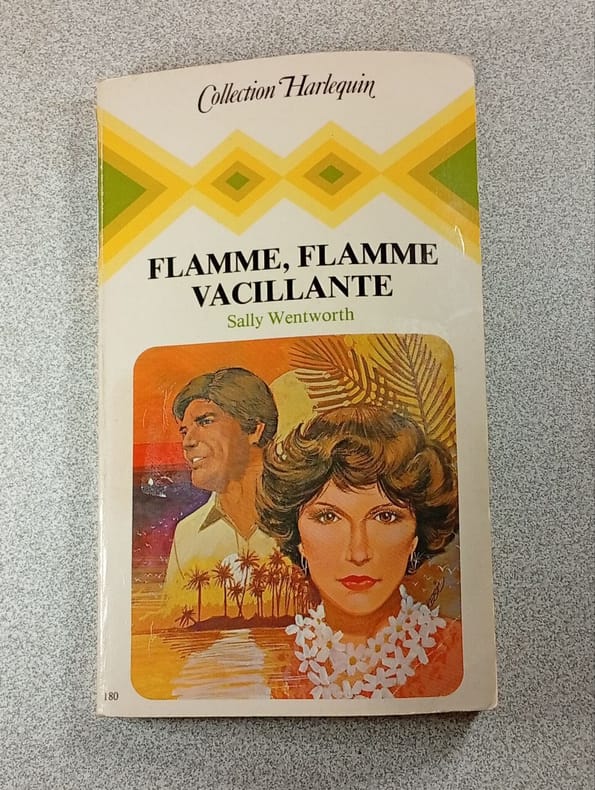 Collection Harlequin
FLAMME, FLAMME
VACILLANTE
Sally Wentworth
180